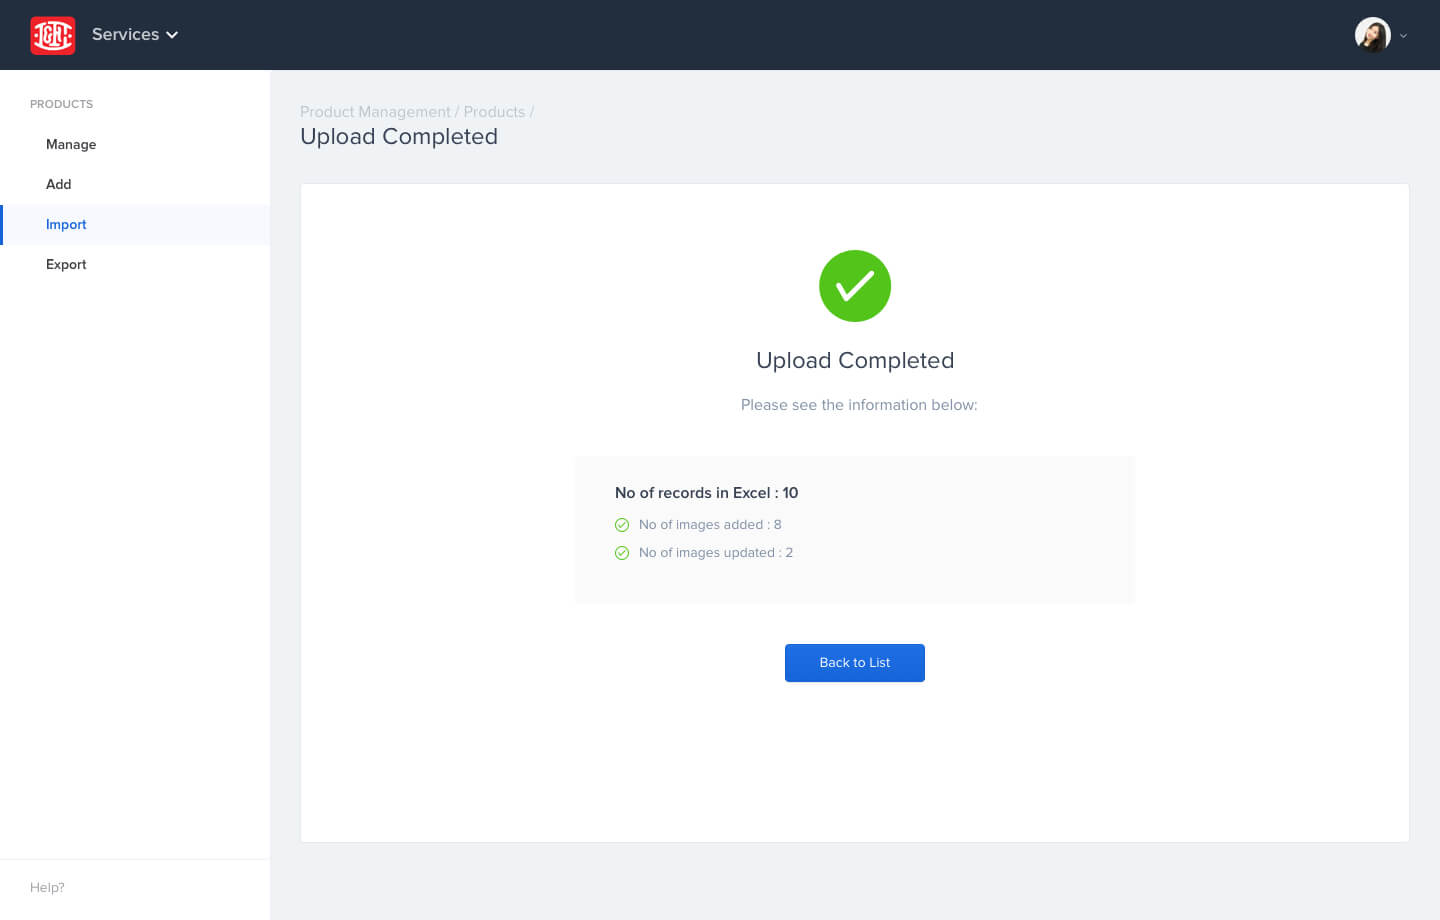 Services
PRODUCTS
Manage
Add
Import
Export
Help?
Product Management / Products /
Upload Completed
Upload Completed
Please see the information below:
No of records in Excel : 10
No of images added : 8
No of images updated : 2
Back to List